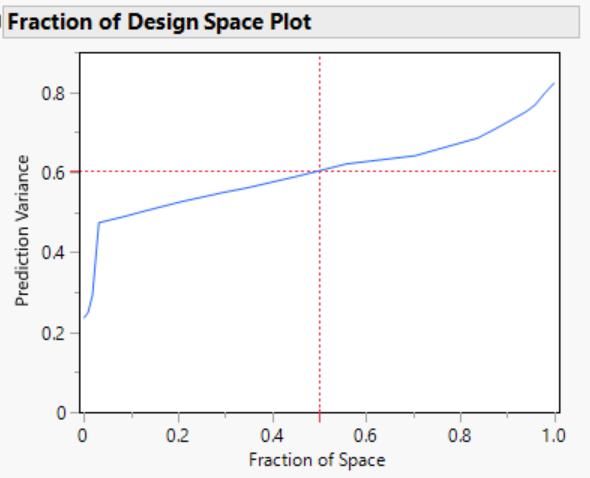 Fraction of Design Space Plot
0.8
0.6
0.4
0.2
0
Prediction Variance
0 0.2 0.4 0.6 0.8 1.0
Fraction of Space